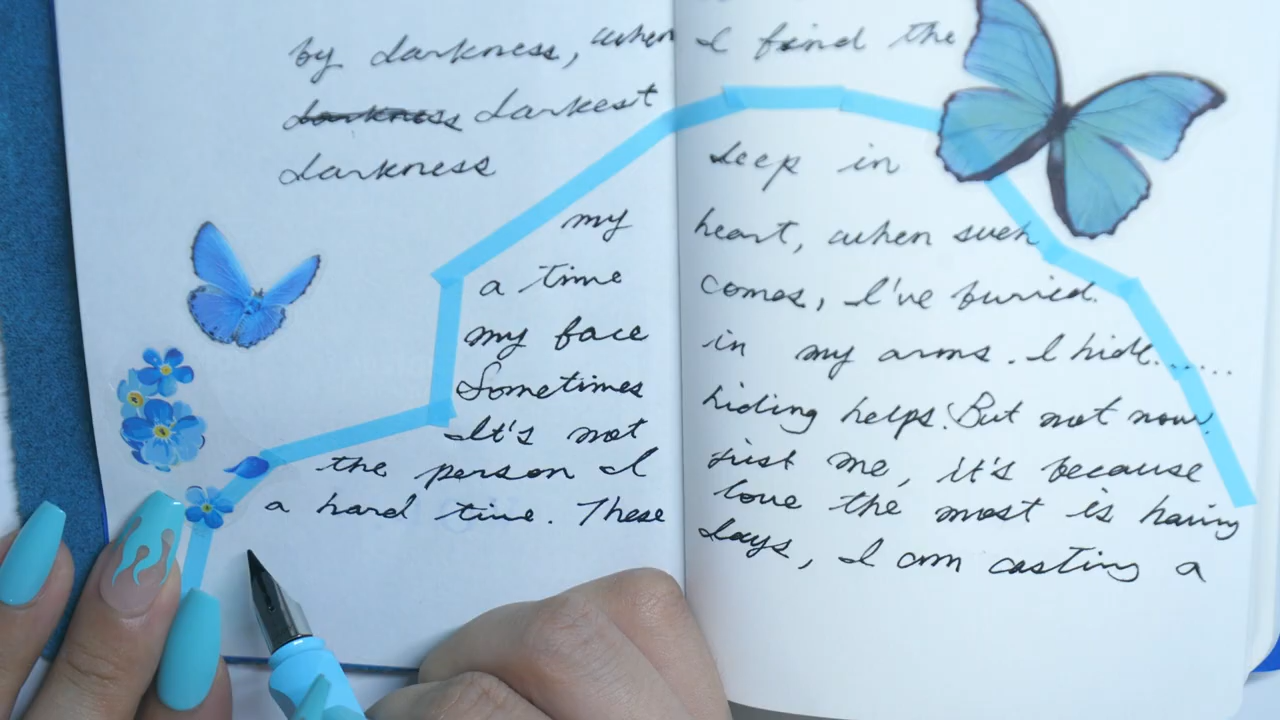 by darkness, when I find the
darkness darkest
darkness deep in
my heart, when such
a time comes, I've buried
my face in my arms. I hide......
Sometimes hiding helps. But not now.
It's not just me, it's because
the person I love the most is having
a hard time. These days, I am casting a